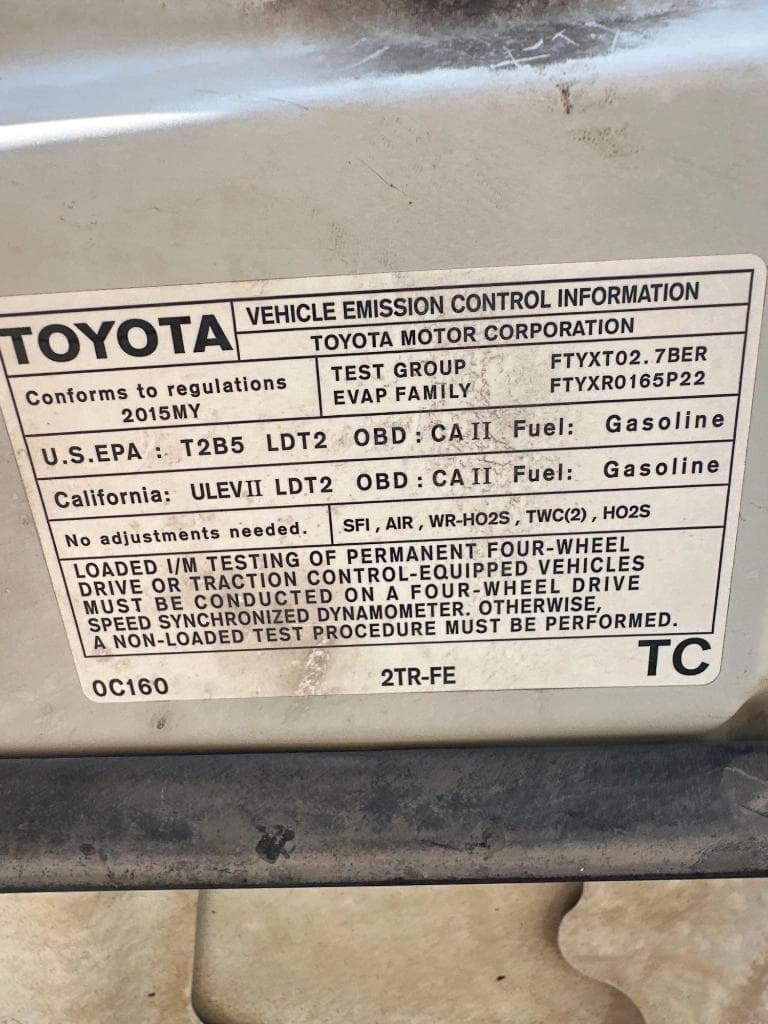 TOYOTA
VEHICLE EMISSION CONTROL INFORMATION
TOYOTA MOTOR CORPORATION
Conforms to regulations
2015MY
TEST GROUP FTYXT02.7BER
EVAP FAMILY FTYXR0165P22
U.S.EPA : T2B5 LDT2 OBD : CA II Fuel: Gasoline
California: ULEV II LDT2 OBD : CA II Fuel: Gasoline
No adjustments needed.
SFI , AIR , WR-HO2S , TWC(2) , HO2S
LOADED I/M TESTING OF PERMANENT FOUR-WHEEL
DRIVE OR TRACTION CONTROL-EQUIPPED VEHICLES
MUST BE CONDUCTED ON A FOUR-WHEEL DRIVE
SPEED SYNCHRONIZED DYNAMOMETER. OTHERWISE,
A NON-LOADED TEST PROCEDURE MUST BE PERFORMED.
0C160 2TR-FE TC